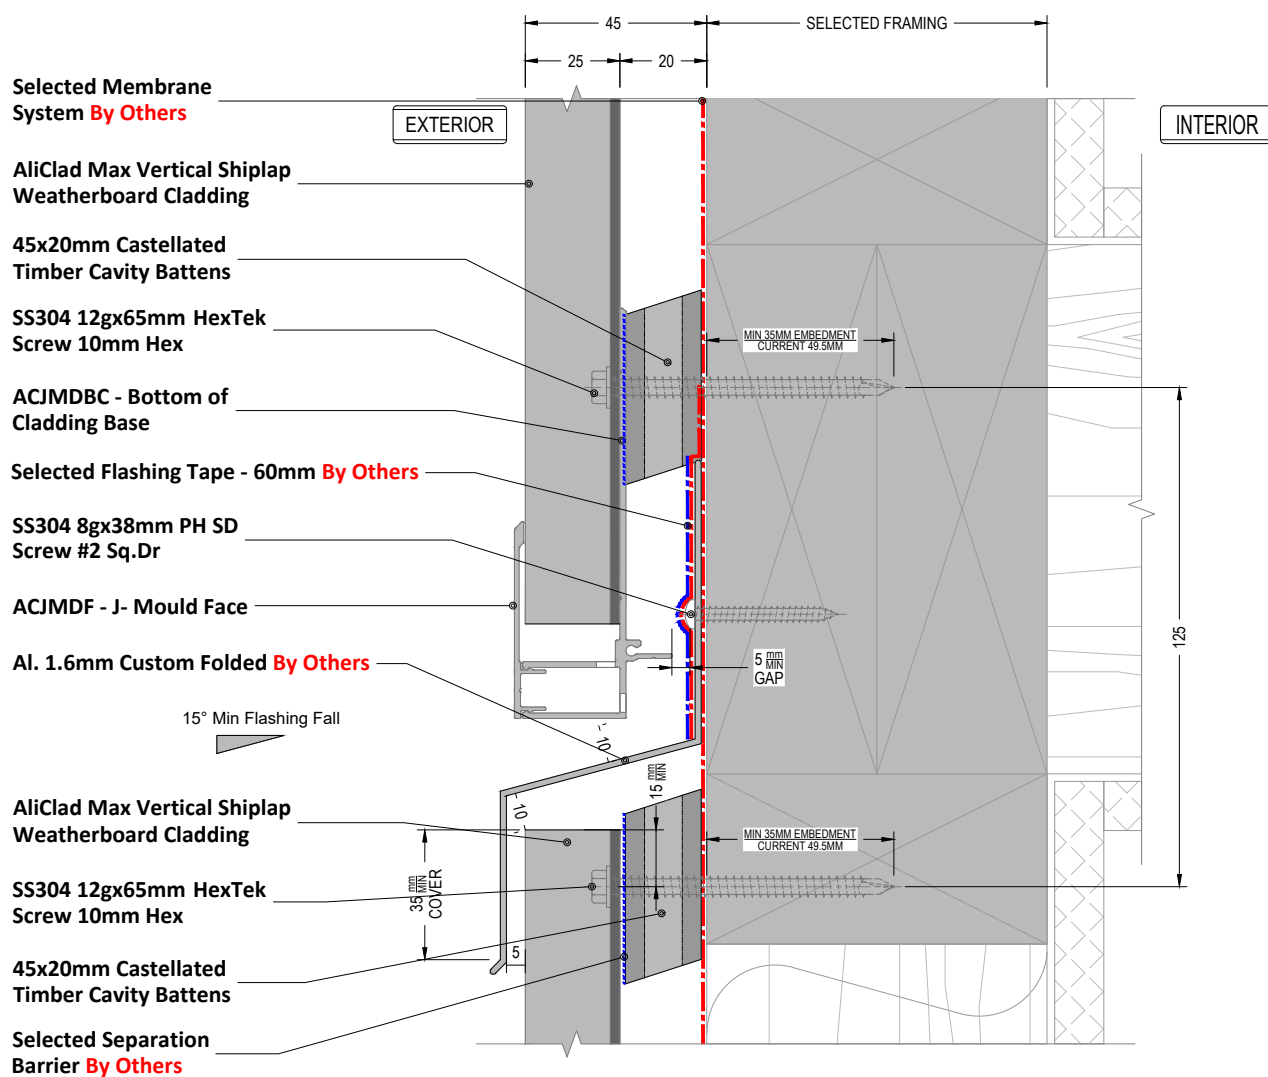 45
SELECTED FRAMING
25
20
Selected Membrane
System By Others
EXTERIOR
INTERIOR
AliClad Max Vertical Shiplap
Weatherboard Cladding
45x20mm Castellated
Timber Cavity Battens
SS304 12gx65mm HexTek
Screw 10mm Hex
MIN 35MM EMBEDMENT
CURRENT 49.5MM
ACJMDBC - Bottom of
Cladding Base
Selected Flashing Tape - 60mm By Others
SS304 8gx38mm PH SD
Screw #2 Sq.Dr
ACJMDF - J- Mould Face
125
Al. 1.6mm Custom Folded By Others
5 mm MIN
GAP
15° Min Flashing Fall
10
15 mm MIN
10
AliClad Max Vertical Shiplap
Weatherboard Cladding
MIN 35MM EMBEDMENT
CURRENT 49.5MM
35 mm MIN
COVER
SS304 12gx65mm HexTek
Screw 10mm Hex
5
45x20mm Castellated
Timber Cavity Battens
Selected Separation
Barrier By Others